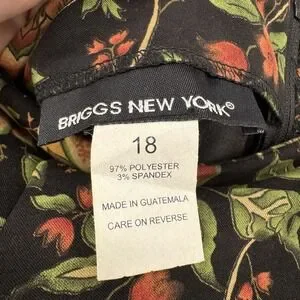 BRIGGS NEW YORK®
18
97% POLYESTER
3% SPANDEX
MADE IN GUATEMALA
CARE ON REVERSE